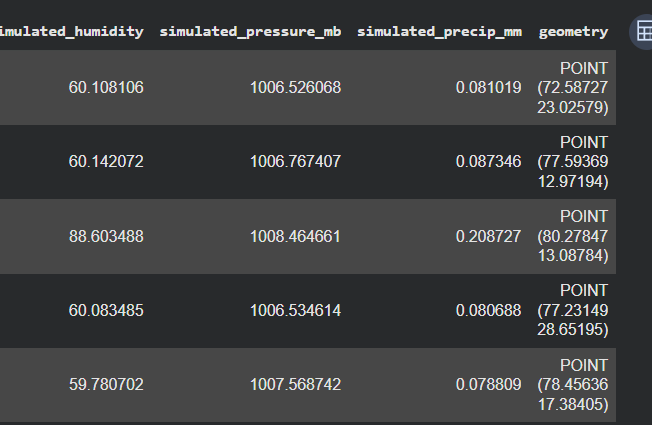 imulated_humidity simulated_pressure_mb simulated_precip_mm geometry
POINT
60.108106 1006.526068 0.081019 (72.58727
23.02579)
POINT
60.142072 1006.767407 0.087346 (77.59369
12.97194)
POINT
88.603488 1008.464661 0.208727 (80.27847
13.08784)
POINT
60.083485 1006.534614 0.080688 (77.23149
28.65195)
POINT
59.780702 1007.568742 0.078809 (78.45636
17.38405)